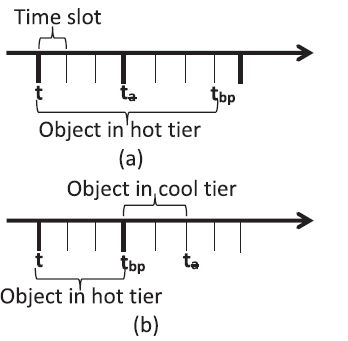 Time slot
t ta tbp
Object in hot tier
(a)
Object in cool tier
t tbp ta
Object in hot tier
(b)